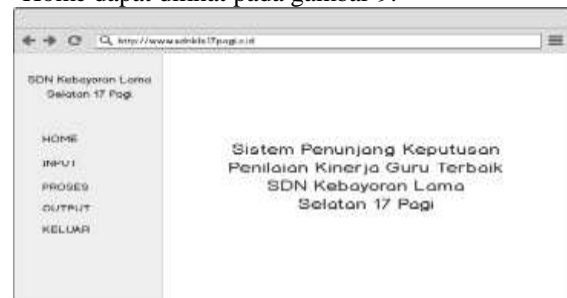 Home dapat dilihat pada gambar 9.
SDN Kebayoran Lama
Selatan 17 Pagi
HOME
INPUT
PROSES
OUTPUT
KELUAR
Sistem Penunjang Keputusan
Penilaian Kinerja Guru Terbaik
SDN Kebayoran Lama
Selatan 17 Pagi